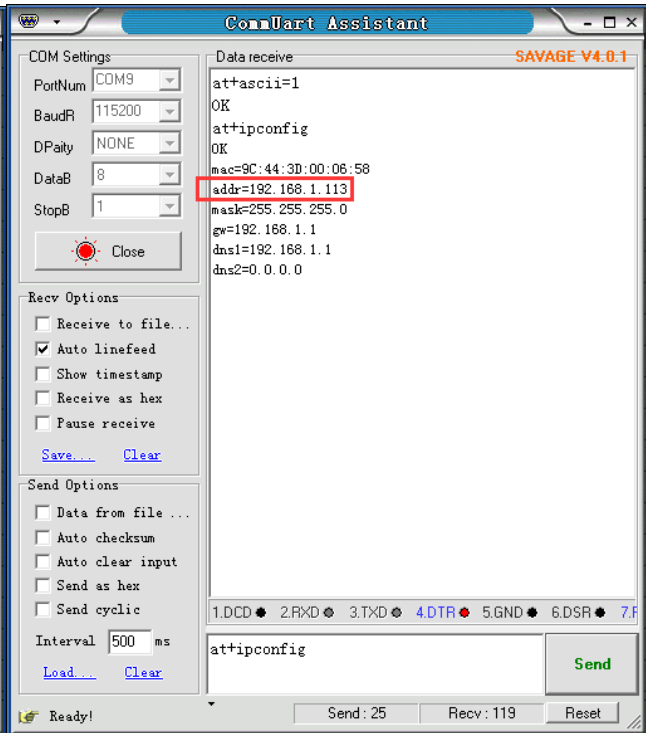 CommUart Assistant
COM Settings
PortNum COM9
BaudR 115200
DPaity NONE
DataB 8
StopB 1
Close
Recv Options
Receive to file...
Auto linefeed
Show timestamp
Receive as hex
Pause receive
Save... Clear
Send Options
Data from file ...
Auto checksum
Auto clear input
Send as hex
Send cyclic
Interval 500 ms
Load... Clear
Data receive SAVAGE V4.0.1
at+ascii=1
OK
at+ipconfig
OK
mac=9C:44:3D:00:06:58
addr=192.168.1.113
mask=255.255.255.0
gw=192.168.1.1
dns1=192.168.1.1
dns2=0.0.0.0
1.DCD 2.RXD 3.TXD 4.DTR 5.GND 6.DSR 7.
at+ipconfig
Send
Ready! Send : 25 Recv : 119 Reset